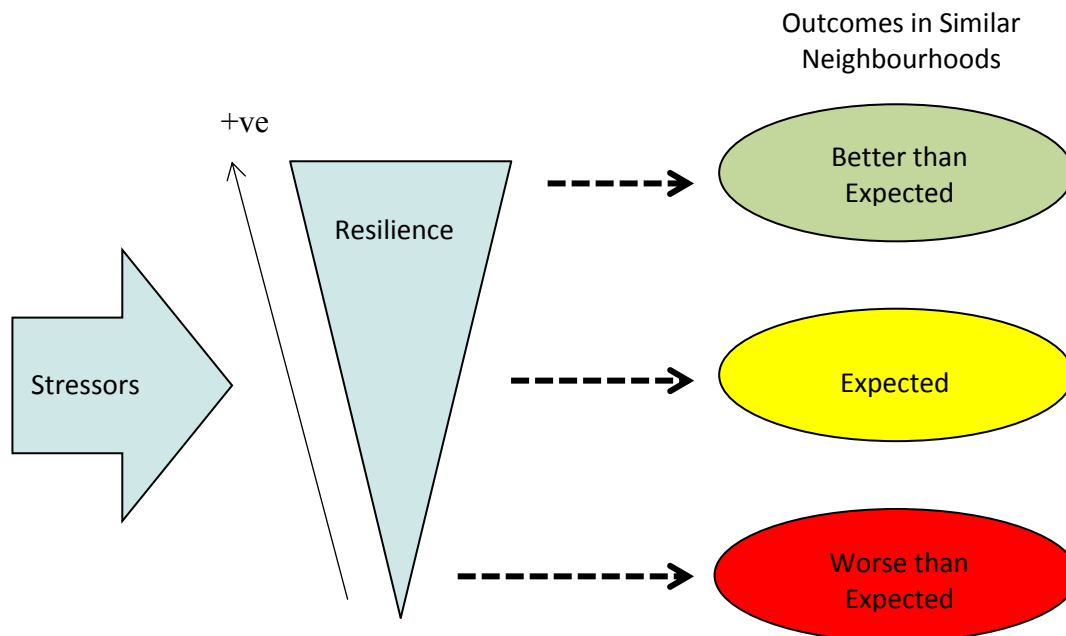 Outcomes in Similar
Neighbourhoods
+ve
Better than
Expected
Resilience
Stressors
Expected
Worse than
Expected